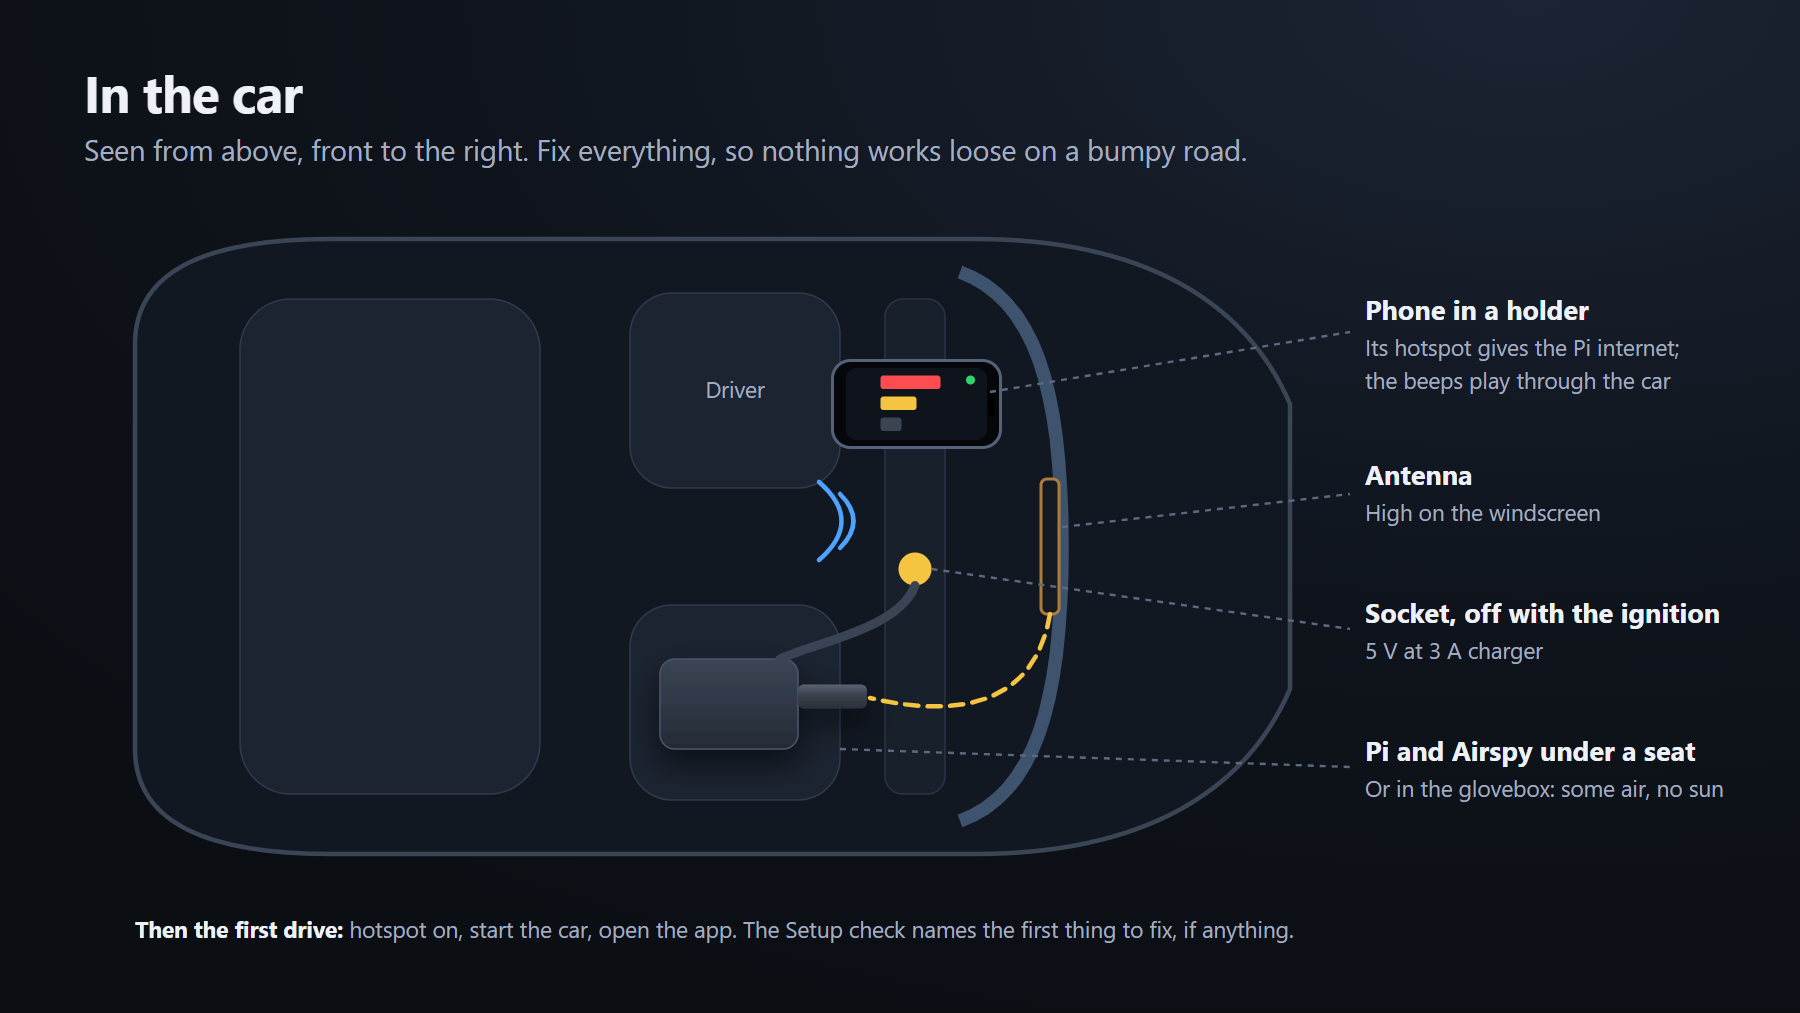 In the car
Seen from above, front to the right. Fix everything, so nothing works loose on a bumpy road.
Driver
Phone in a holder
Its hotspot gives the Pi internet;
the beeps play through the car
Antenna
High on the windscreen
Socket, off with the ignition
5 V at 3 A charger
Pi and Airspy under a seat
Or in the glovebox: some air, no sun
Then the first drive: hotspot on, start the car, open the app. The Setup check names the first thing to fix, if anything.